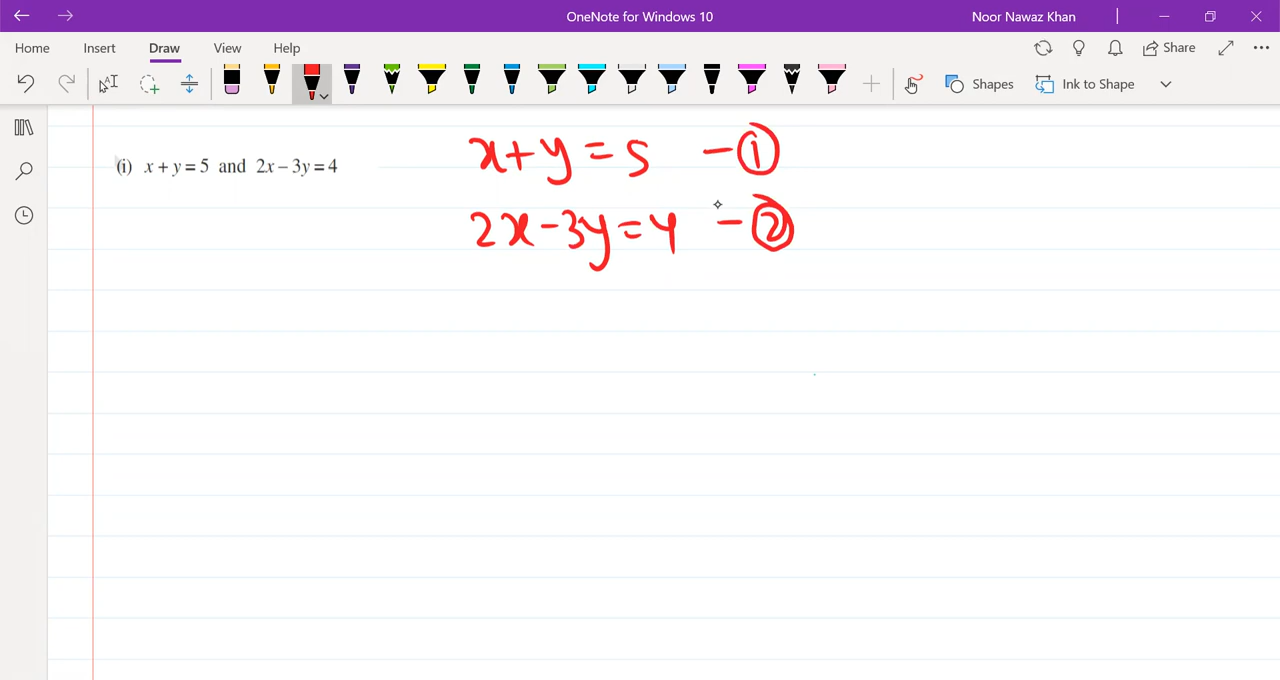 OneNote for Windows 10
Noor Nawaz Khan
Home Insert Draw View Help
Share
Shapes
Ink to Shape
(i) x + y = 5 and 2x – 3y = 4
x + y = 5 – ①
2x – 3y = 4 – ②